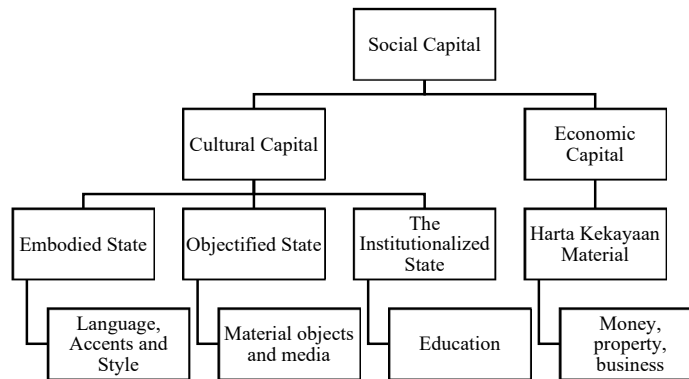 Social Capital
Cultural Capital
Economic
Capital
Embodied State
Objectified State
The
Institutionalized
State
Harta Kekayaan
Material
Language,
Accents and
Style
Material objects
and media
Education
Money,
property,
business